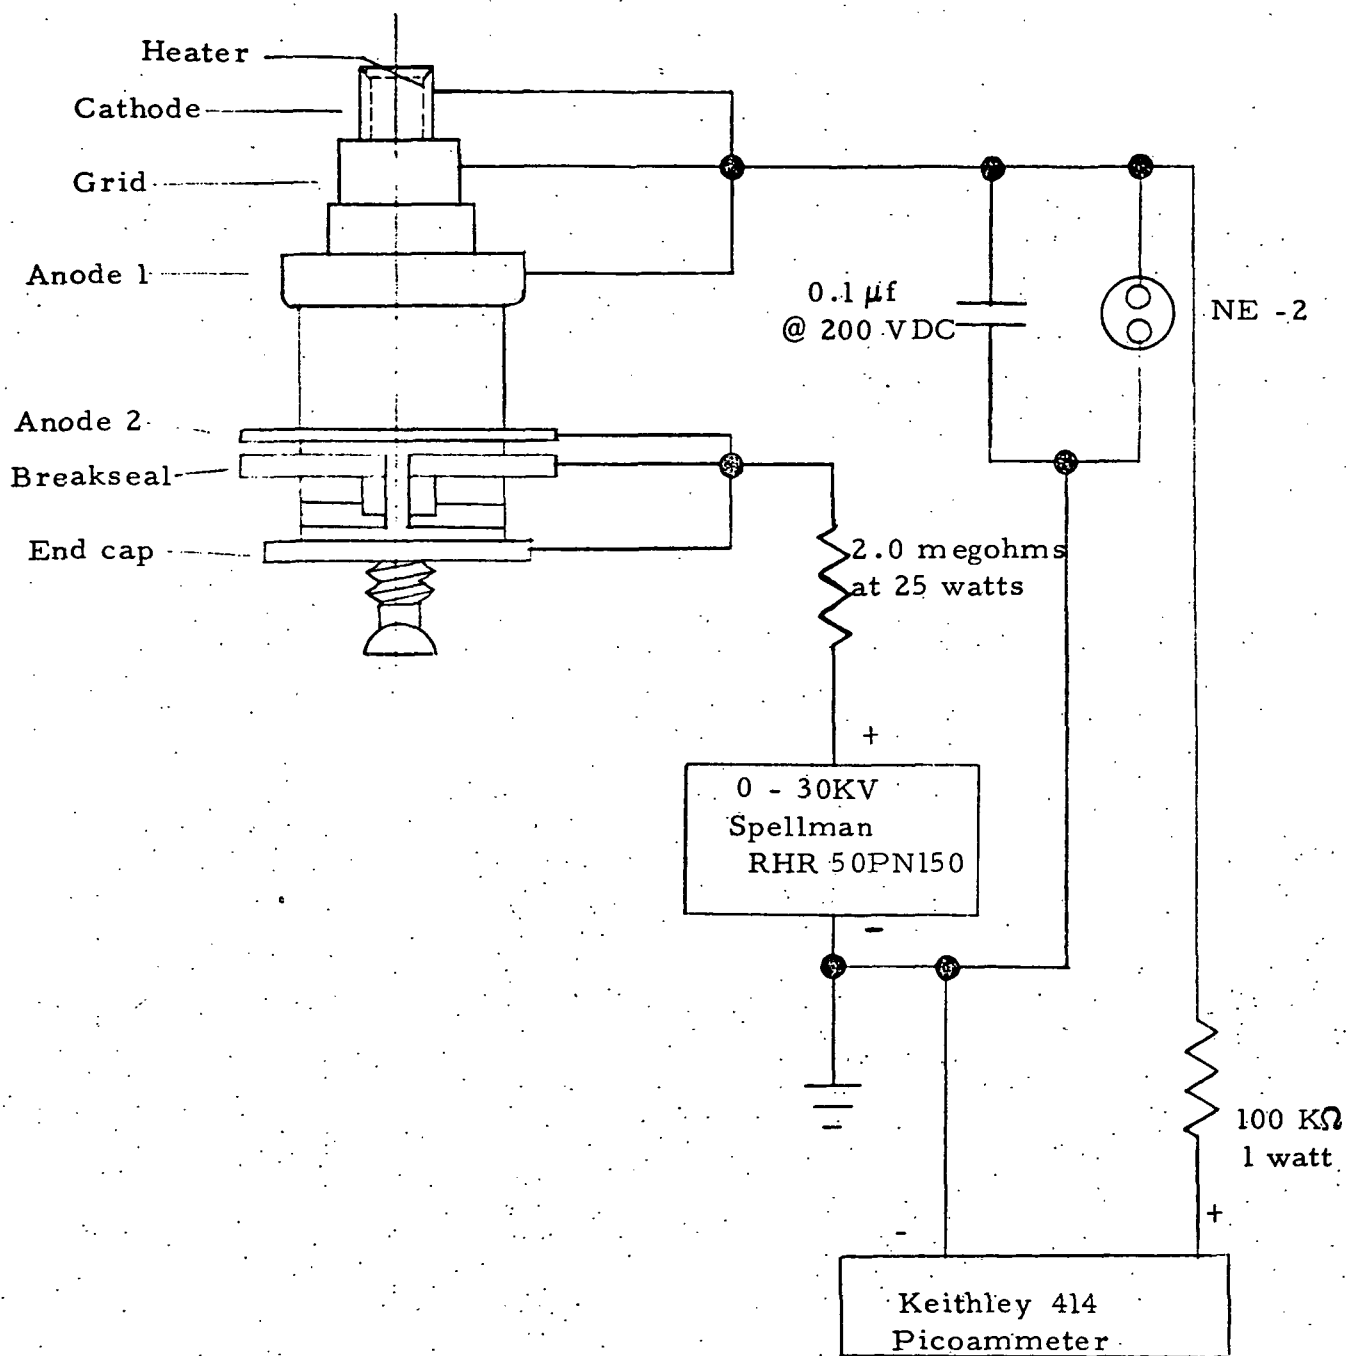 Heater
Cathode
Grid
Anode 1
Anode 2
Breakseal
End cap
0.1 µf
@ 200 VDC
NE -2
2.0 megohms
at 25 watts
+
0 - 30KV
Spellman
RHR 50PN150
-
100 KΩ
1 watt
+
-
Keithley 414
Picoammeter